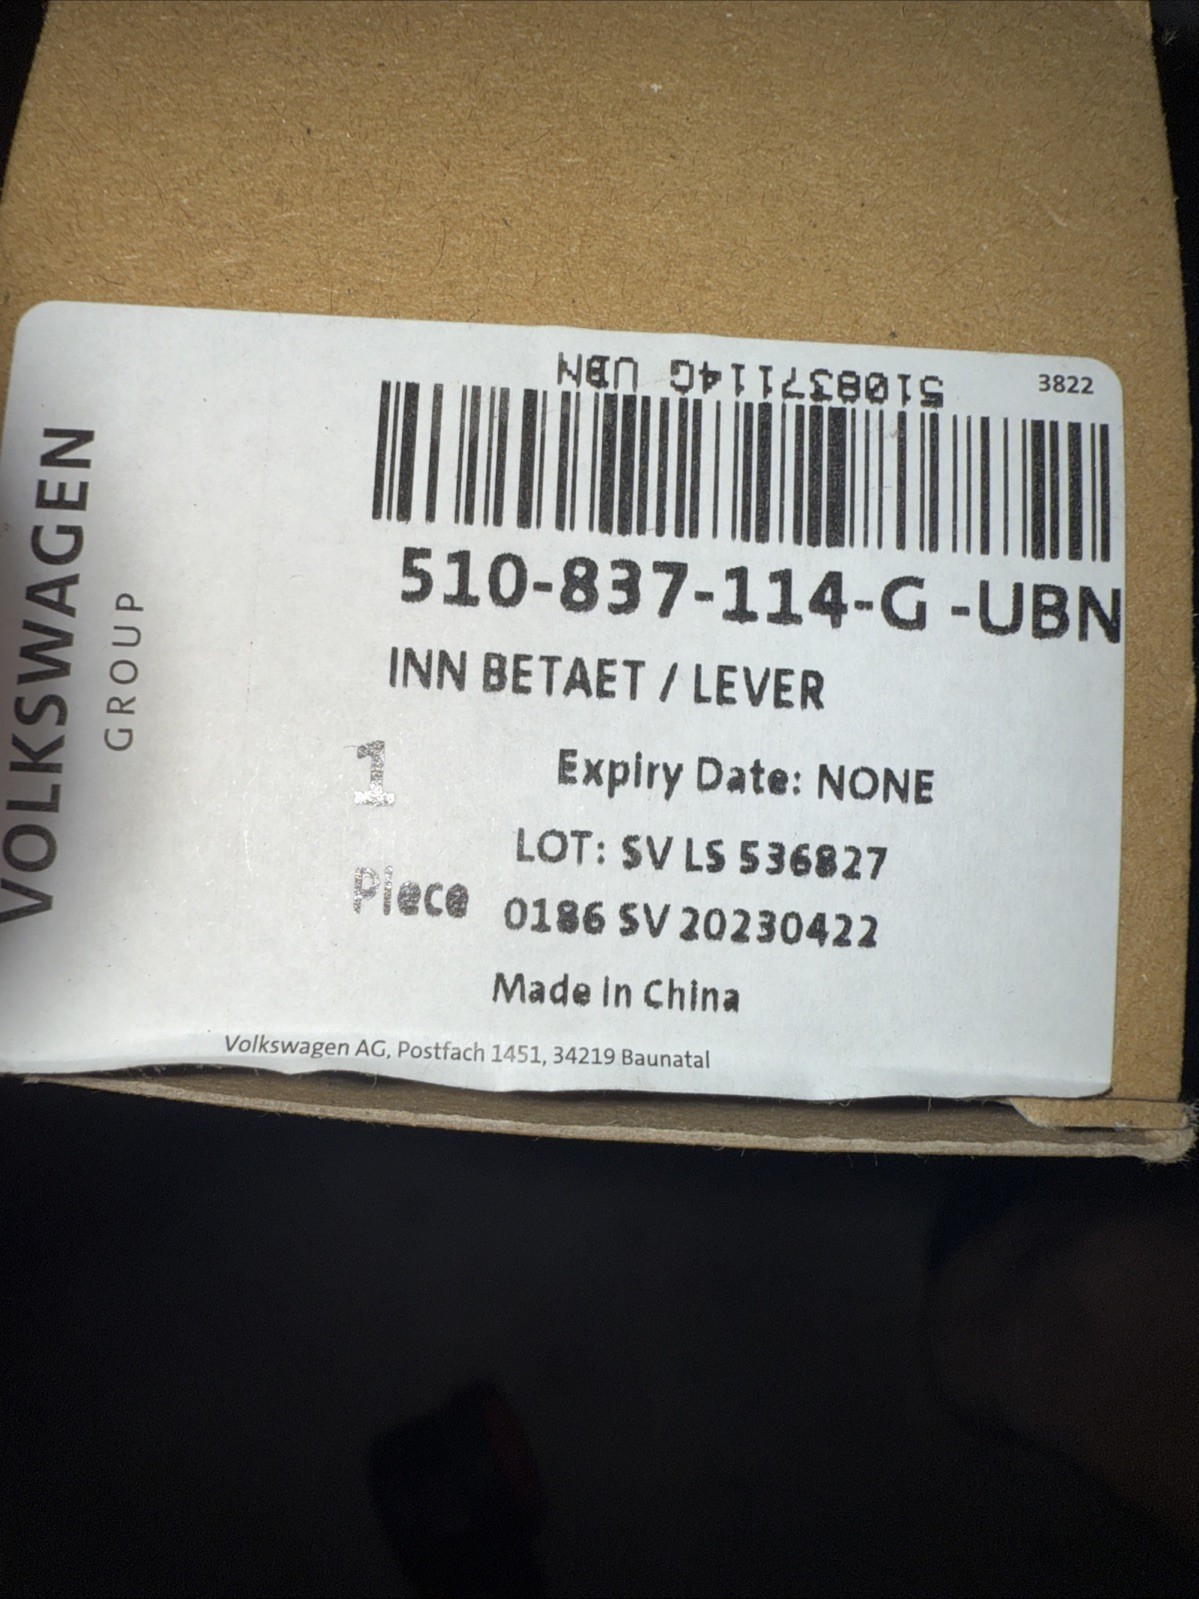 VOLKSWAGEN
GROUP
510837114G UBN
3822
510-837-114-G -UBN
INN BETAET / LEVER
1
Piece
Expiry Date: NONE
LOT: SV LS 536827
0186 SV 20230422
Made in China
Volkswagen AG, Postfach 1451, 34219 Baunatal